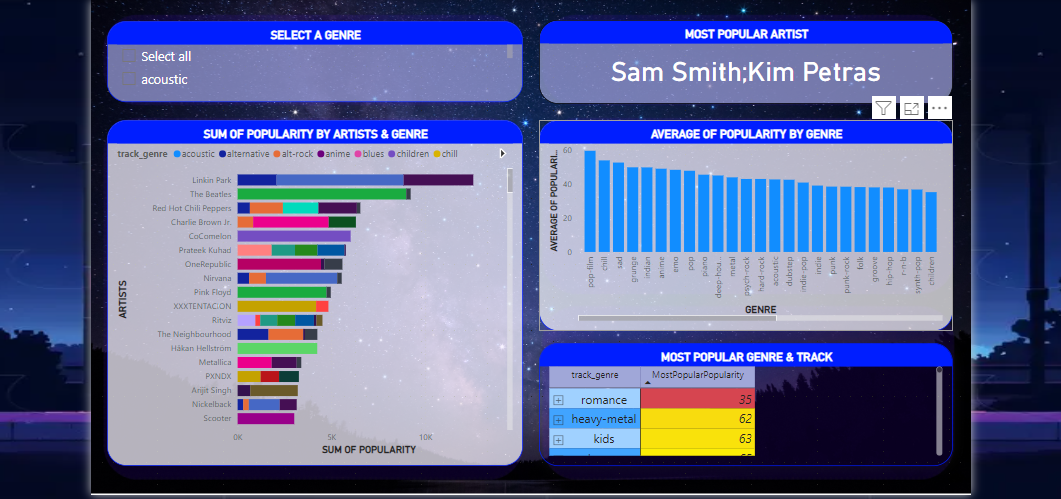 SELECT A GENRE
Select all
acoustic
MOST POPULAR ARTIST
Sam Smith;Kim Petras
SUM OF POPULARITY BY ARTISTS & GENRE
track_genre acoustic alternative alt-rock anime blues children chill
ARTISTS
Linkin Park
The Beatles
Red Hot Chili Peppers
Charlie Brown Jr.
CoComelon
Prateek Kuhad
OneRepublic
Nirvana
Pink Floyd
XXXTENTACION
Ritviz
The Neighbourhood
Håkan Hellström
Metallica
PXNDX
Arijit Singh
Nickelback
Scooter
0K 5K 10K
SUM OF POPULARITY
AVERAGE OF POPULARITY BY GENRE
AVERAGE OF POPULARI...
60
40
20
0
pop-film chill sad grunge indian anime emo pop piano deep-hou... metal psych-rock hard-rock acoustic dubstep indie-pop indie punk punk-rock folk groove hip-hop r-n-b synth-pop children
GENRE
MOST POPULAR GENRE & TRACK
track_genre MostPopularPopularity
romance 35
heavy-metal 62
kids 63